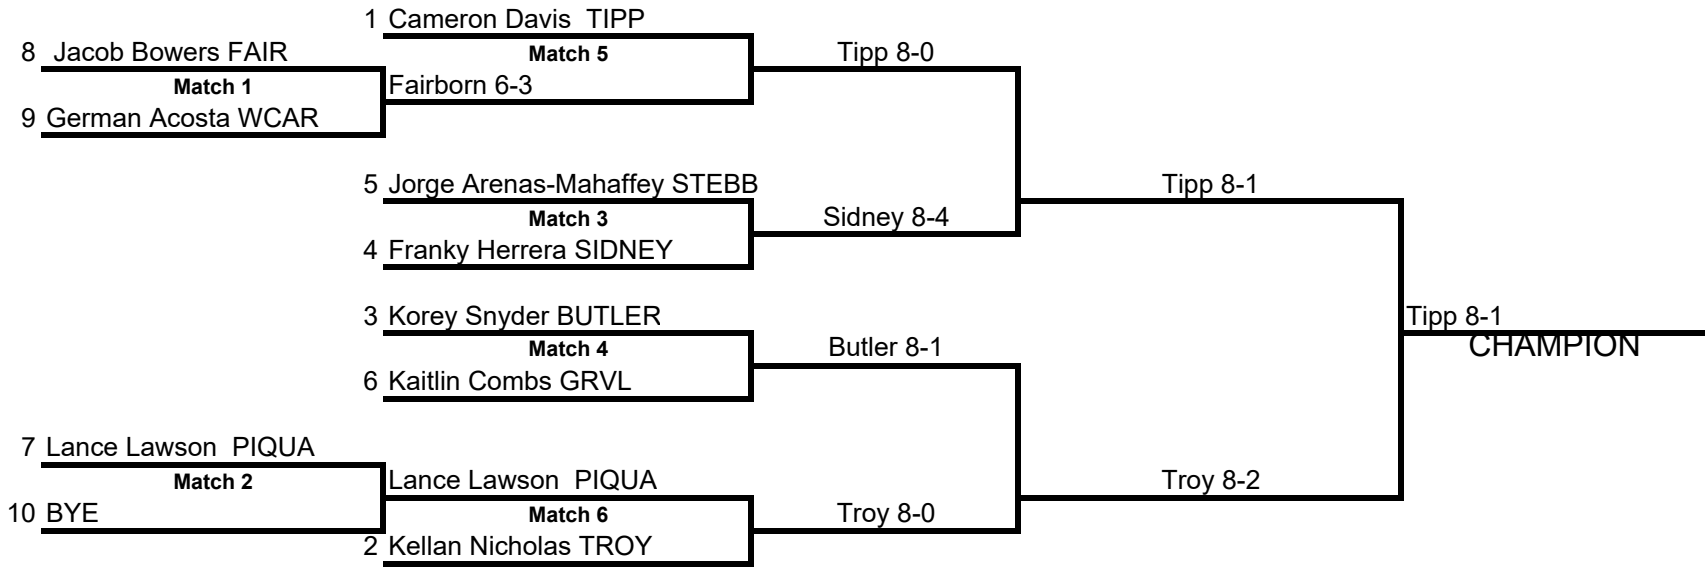 1 Cameron Davis  TIPP
8 Jacob Bowers FAIR
Match 5
Tipp 8-0
Match 1
Fairborn 6-3
9 German Acosta WCAR
5 Jorge Arenas-Mahaffey STEBB
Tipp 8-1
Match 3
Sidney 8-4
4 Franky Herrera SIDNEY
3 Korey Snyder BUTLER
Tipp 8-1
CHAMPION
Match 4
Butler 8-1
6 Kaitlin Combs GRVL
7 Lance Lawson  PIQUA
Match 2
Lance Lawson  PIQUA
Troy 8-2
10 BYE
Match 6
Troy 8-0
2 Kellan Nicholas TROY